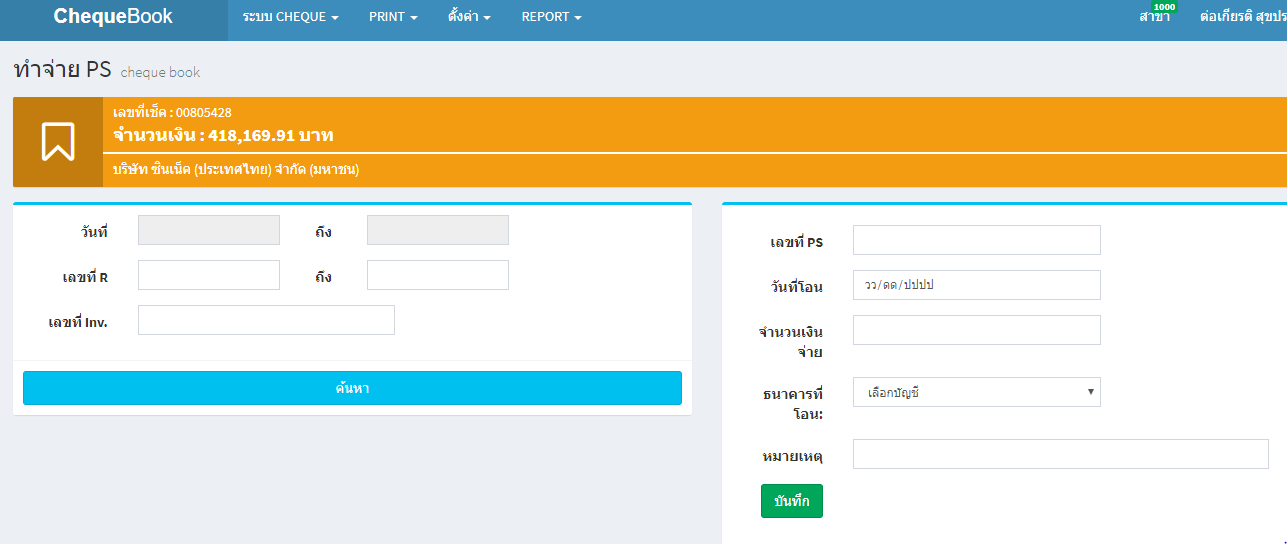 ChequeBook ระบบ CHEQUE PRINT ตั้งค่า REPORT สาขา 1000 ต่อเกียรติ
ทำจ่าย PS cheque book
เลขที่เช็ค : 00805428
จำนวนเงิน : 418,169.91 บาท
บริษัท ซินเน็ค (ประเทศไทย) จำกัด (มหาชน)
วันที่ ถึง
เลขที่ R ถึง
เลขที่ Inv.
ค้นหา
เลขที่ PS
วันที่โอน วว/ดด/ปปปป
จำนวนเงิน
จ่าย
ธนาคารที่
โอน: เลือกบัญชี
หมายเหตุ
บันทึก